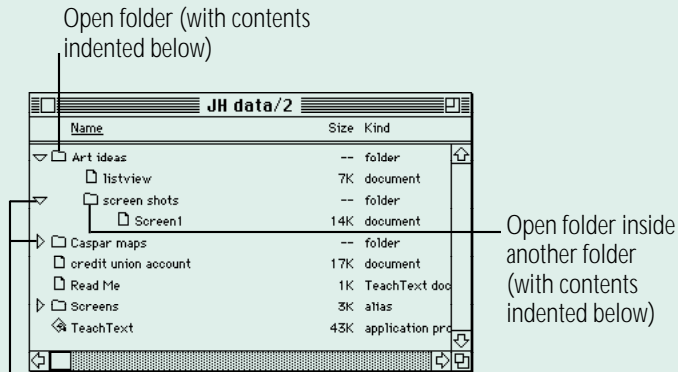 Open folder (with contents
indented below)
JH data/2
Name Size Kind
Art ideas -- folder
listview 7K document
screen shots -- folder
Screen1 14K document
Caspar maps -- folder
credit union account 17K document
Read Me 1K TeachText doc
Screens 3K alias
TeachText 43K application pro
Open folder inside
another folder
(with contents
indented below)